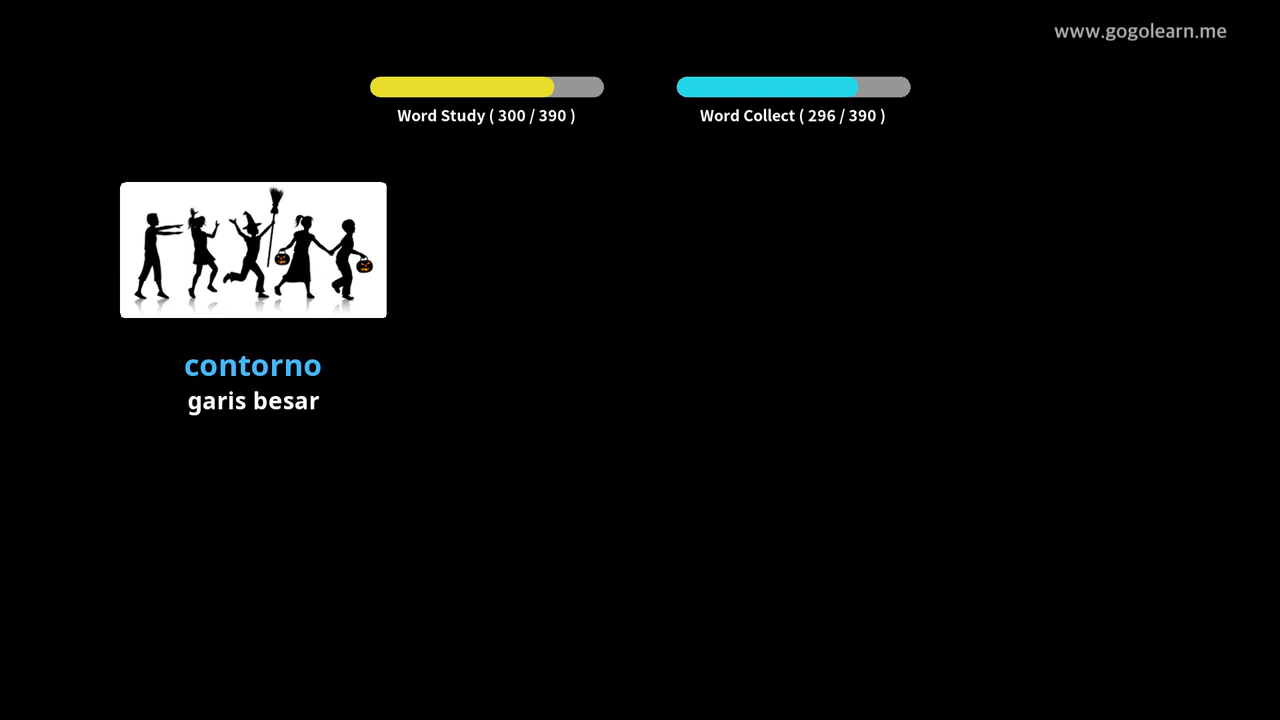 www.gogolearn.me
Word Study ( 300 / 390 )
Word Collect ( 296 / 390 )
contorno
garis besar